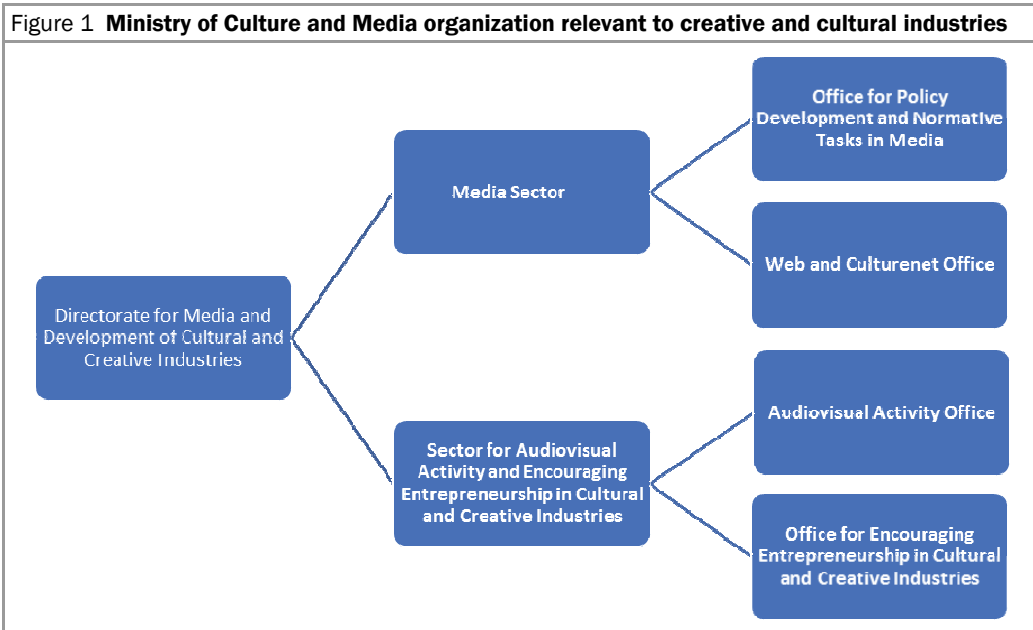 Figure 1 Ministry of Culture and Media organization relevant to creative and cultural industries
Office for Policy
Development and Normative
Tasks in Media
Media Sector
Web and Culturenet Office
Directorate for Media and
Development of Cultural and
Creative Industries
Audiovisual Activity Office
Sector for Audiovisual
Activity and Encouraging
Entrepreneurship in Cultural
and Creative Industries
Office for Encouraging
Entrepreneurship in Cultural
and Creative Industries